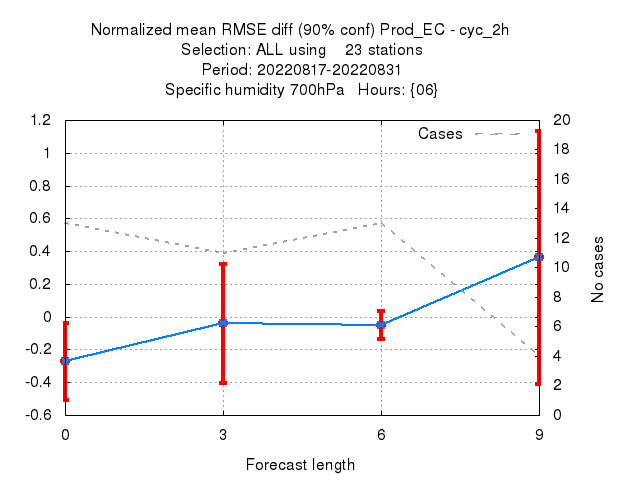 Normalized mean RMSE diff (90% conf) Prod_EC - cyc_2h
Selection: ALL using    23 stations
Period: 20220817-20220831
Specific humidity 700hPa   Hours: {06}
Cases
1.2
1
0.8
0.6
0.4
0.2
0
-0.2
-0.4
-0.6
20
18
16
14
12
10
8
6
4
2
0
No cases
0 3 6 9
Forecast length